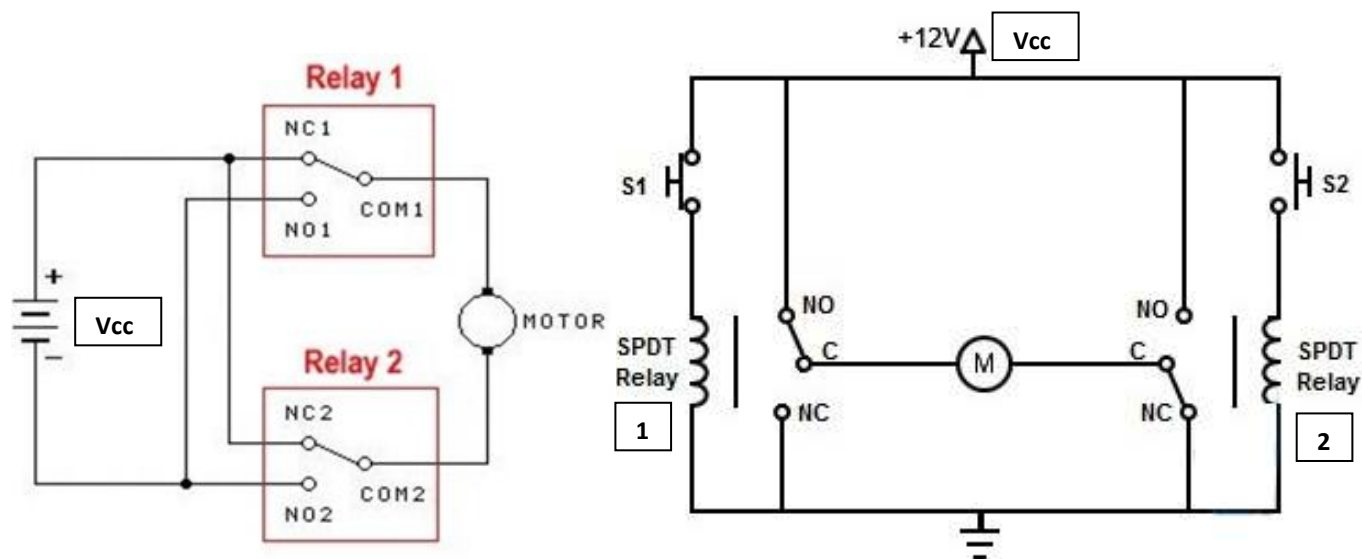 Relay 1
NC1
COM1
NO1
+
Vcc
−
MOTOR
Relay 2
NC2
COM2
NO2
+12V
Vcc
S1
S2
NO
NO
C
C
M
SPDT
Relay
SPDT
Relay
NC
NC
1
2